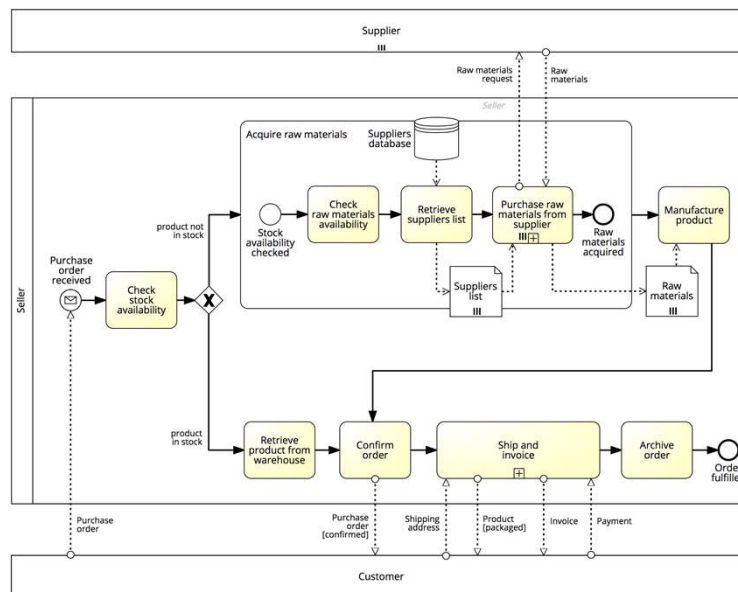 Supplier
Raw materials
request
Raw
materials
Seller
Seller
Acquire raw materials
Suppliers
database
Check
raw materials
availability
Retrieve
suppliers list
Purchase raw
materials from
supplier
Manufacture
product
product not
in stock
Stock
availability
checked
Raw
materials
acquired
Purchase
order
received
Check
stock
availability
X
Suppliers
list
Raw
materials
product
in stock
Retrieve
product from
warehouse
Confirm
order
Ship and
invoice
Archive
order
Orde
fulfille
Purchase
order
Purchase
order
[confirmed]
Shipping
address
Product
[packaged]
Invoice
Payment
Customer